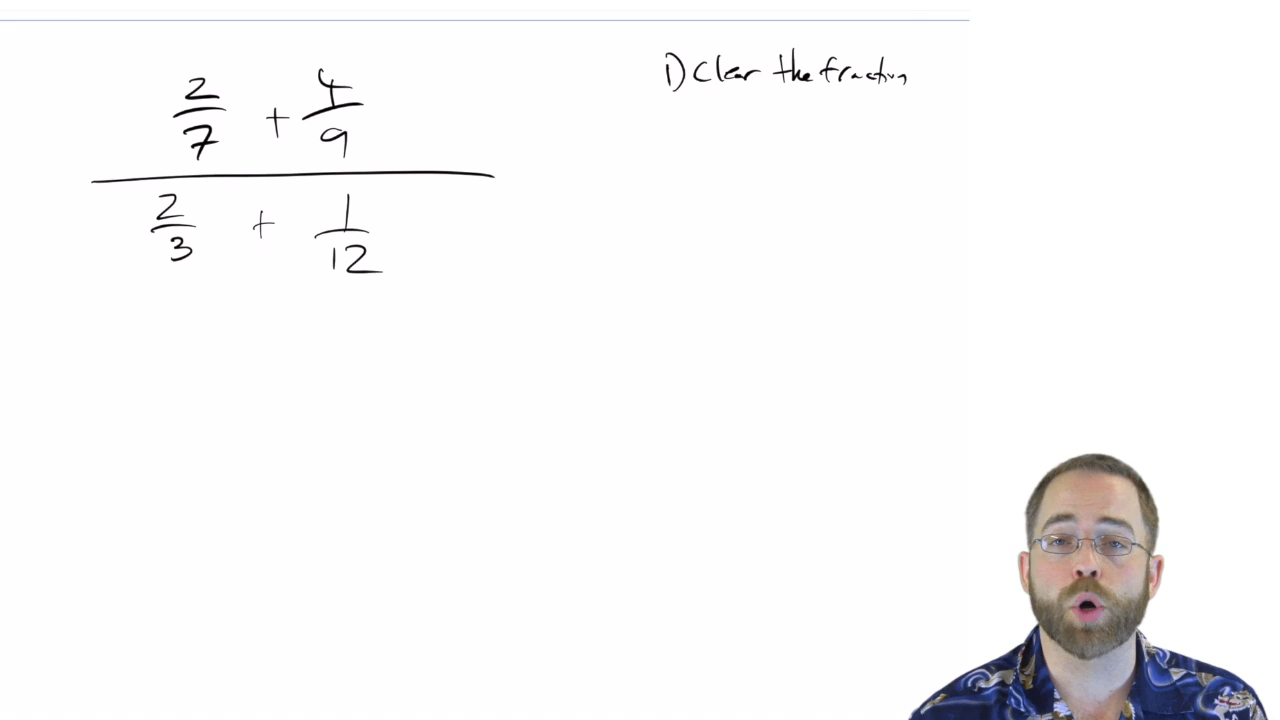 2/7 + 4/9
2/3 + 1/12
1) Clear the fraction